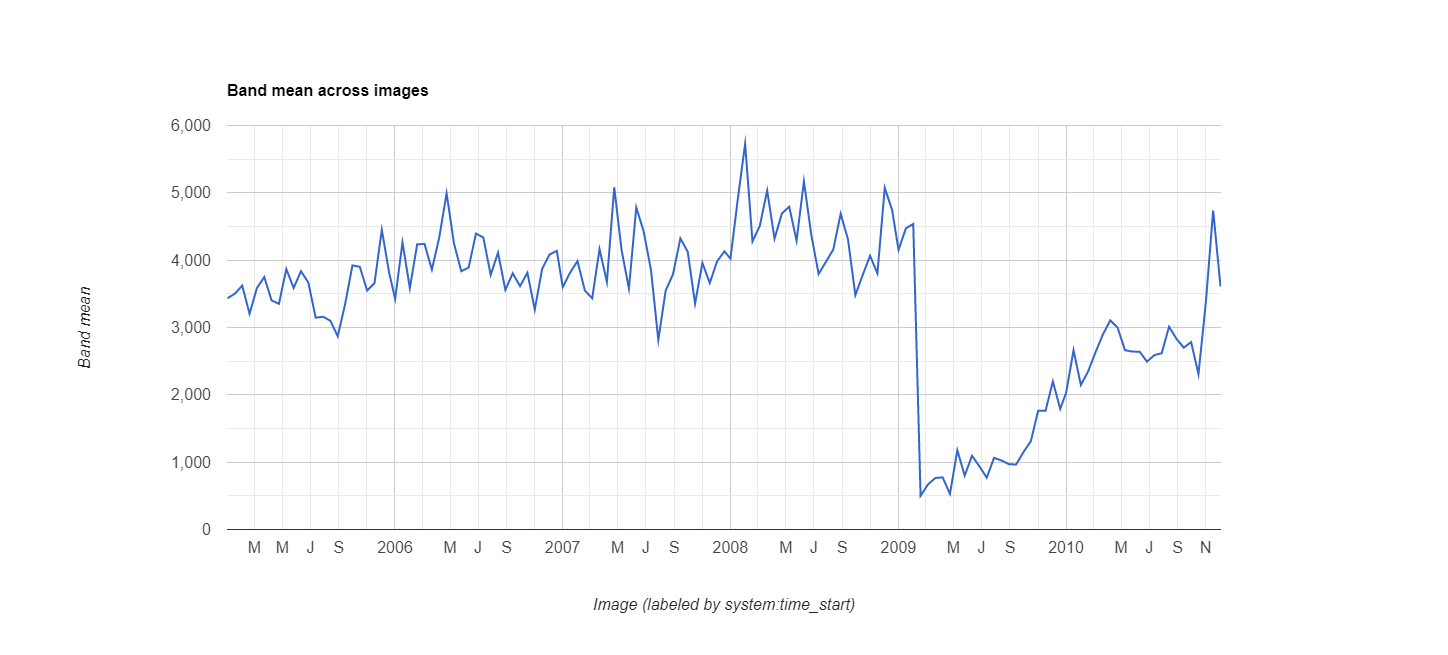 Band mean across images
6,000
5,000
4,000
3,000
2,000
1,000
0
Band mean
M M J S 2006 M J S 2007 M J S 2008 M J S 2009 M J S 2010 M J S N
Image (labeled by system:time_start)